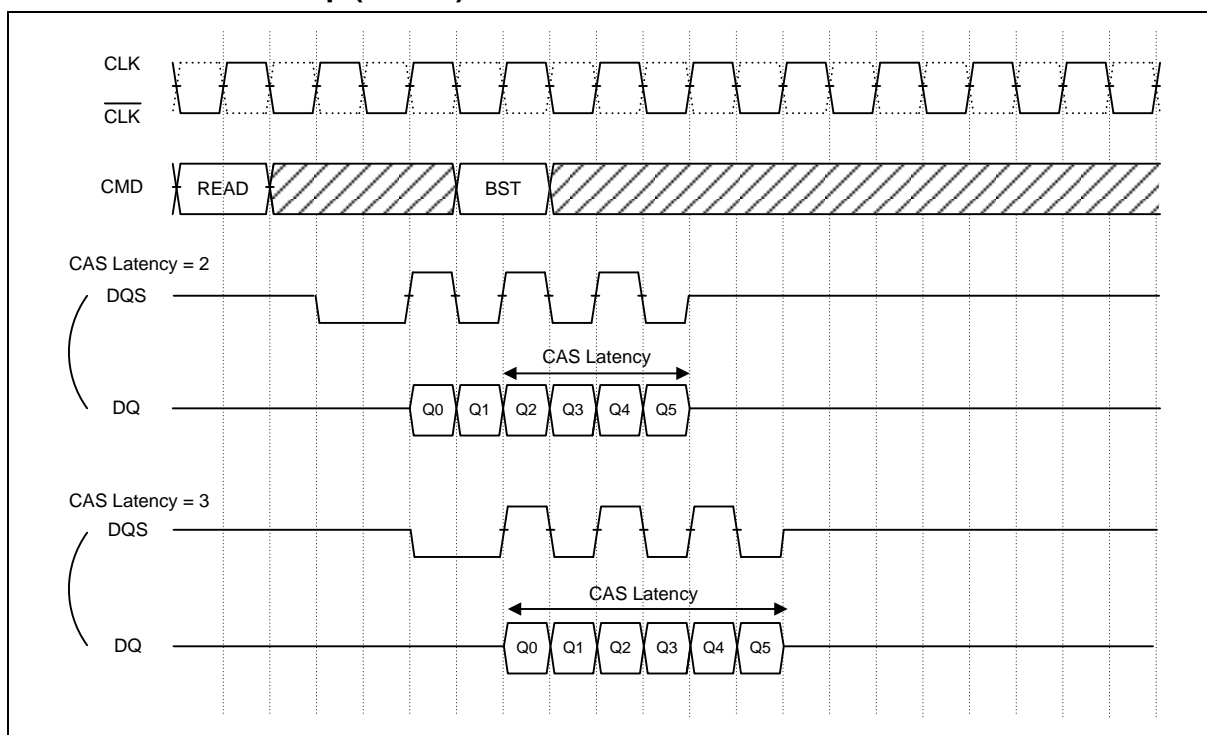 CLK
CLK
CMD READ BST
CAS Latency = 2
DQS
CAS Latency
DQ Q0 Q1 Q2 Q3 Q4 Q5
CAS Latency = 3
DQS
CAS Latency
DQ Q0 Q1 Q2 Q3 Q4 Q5